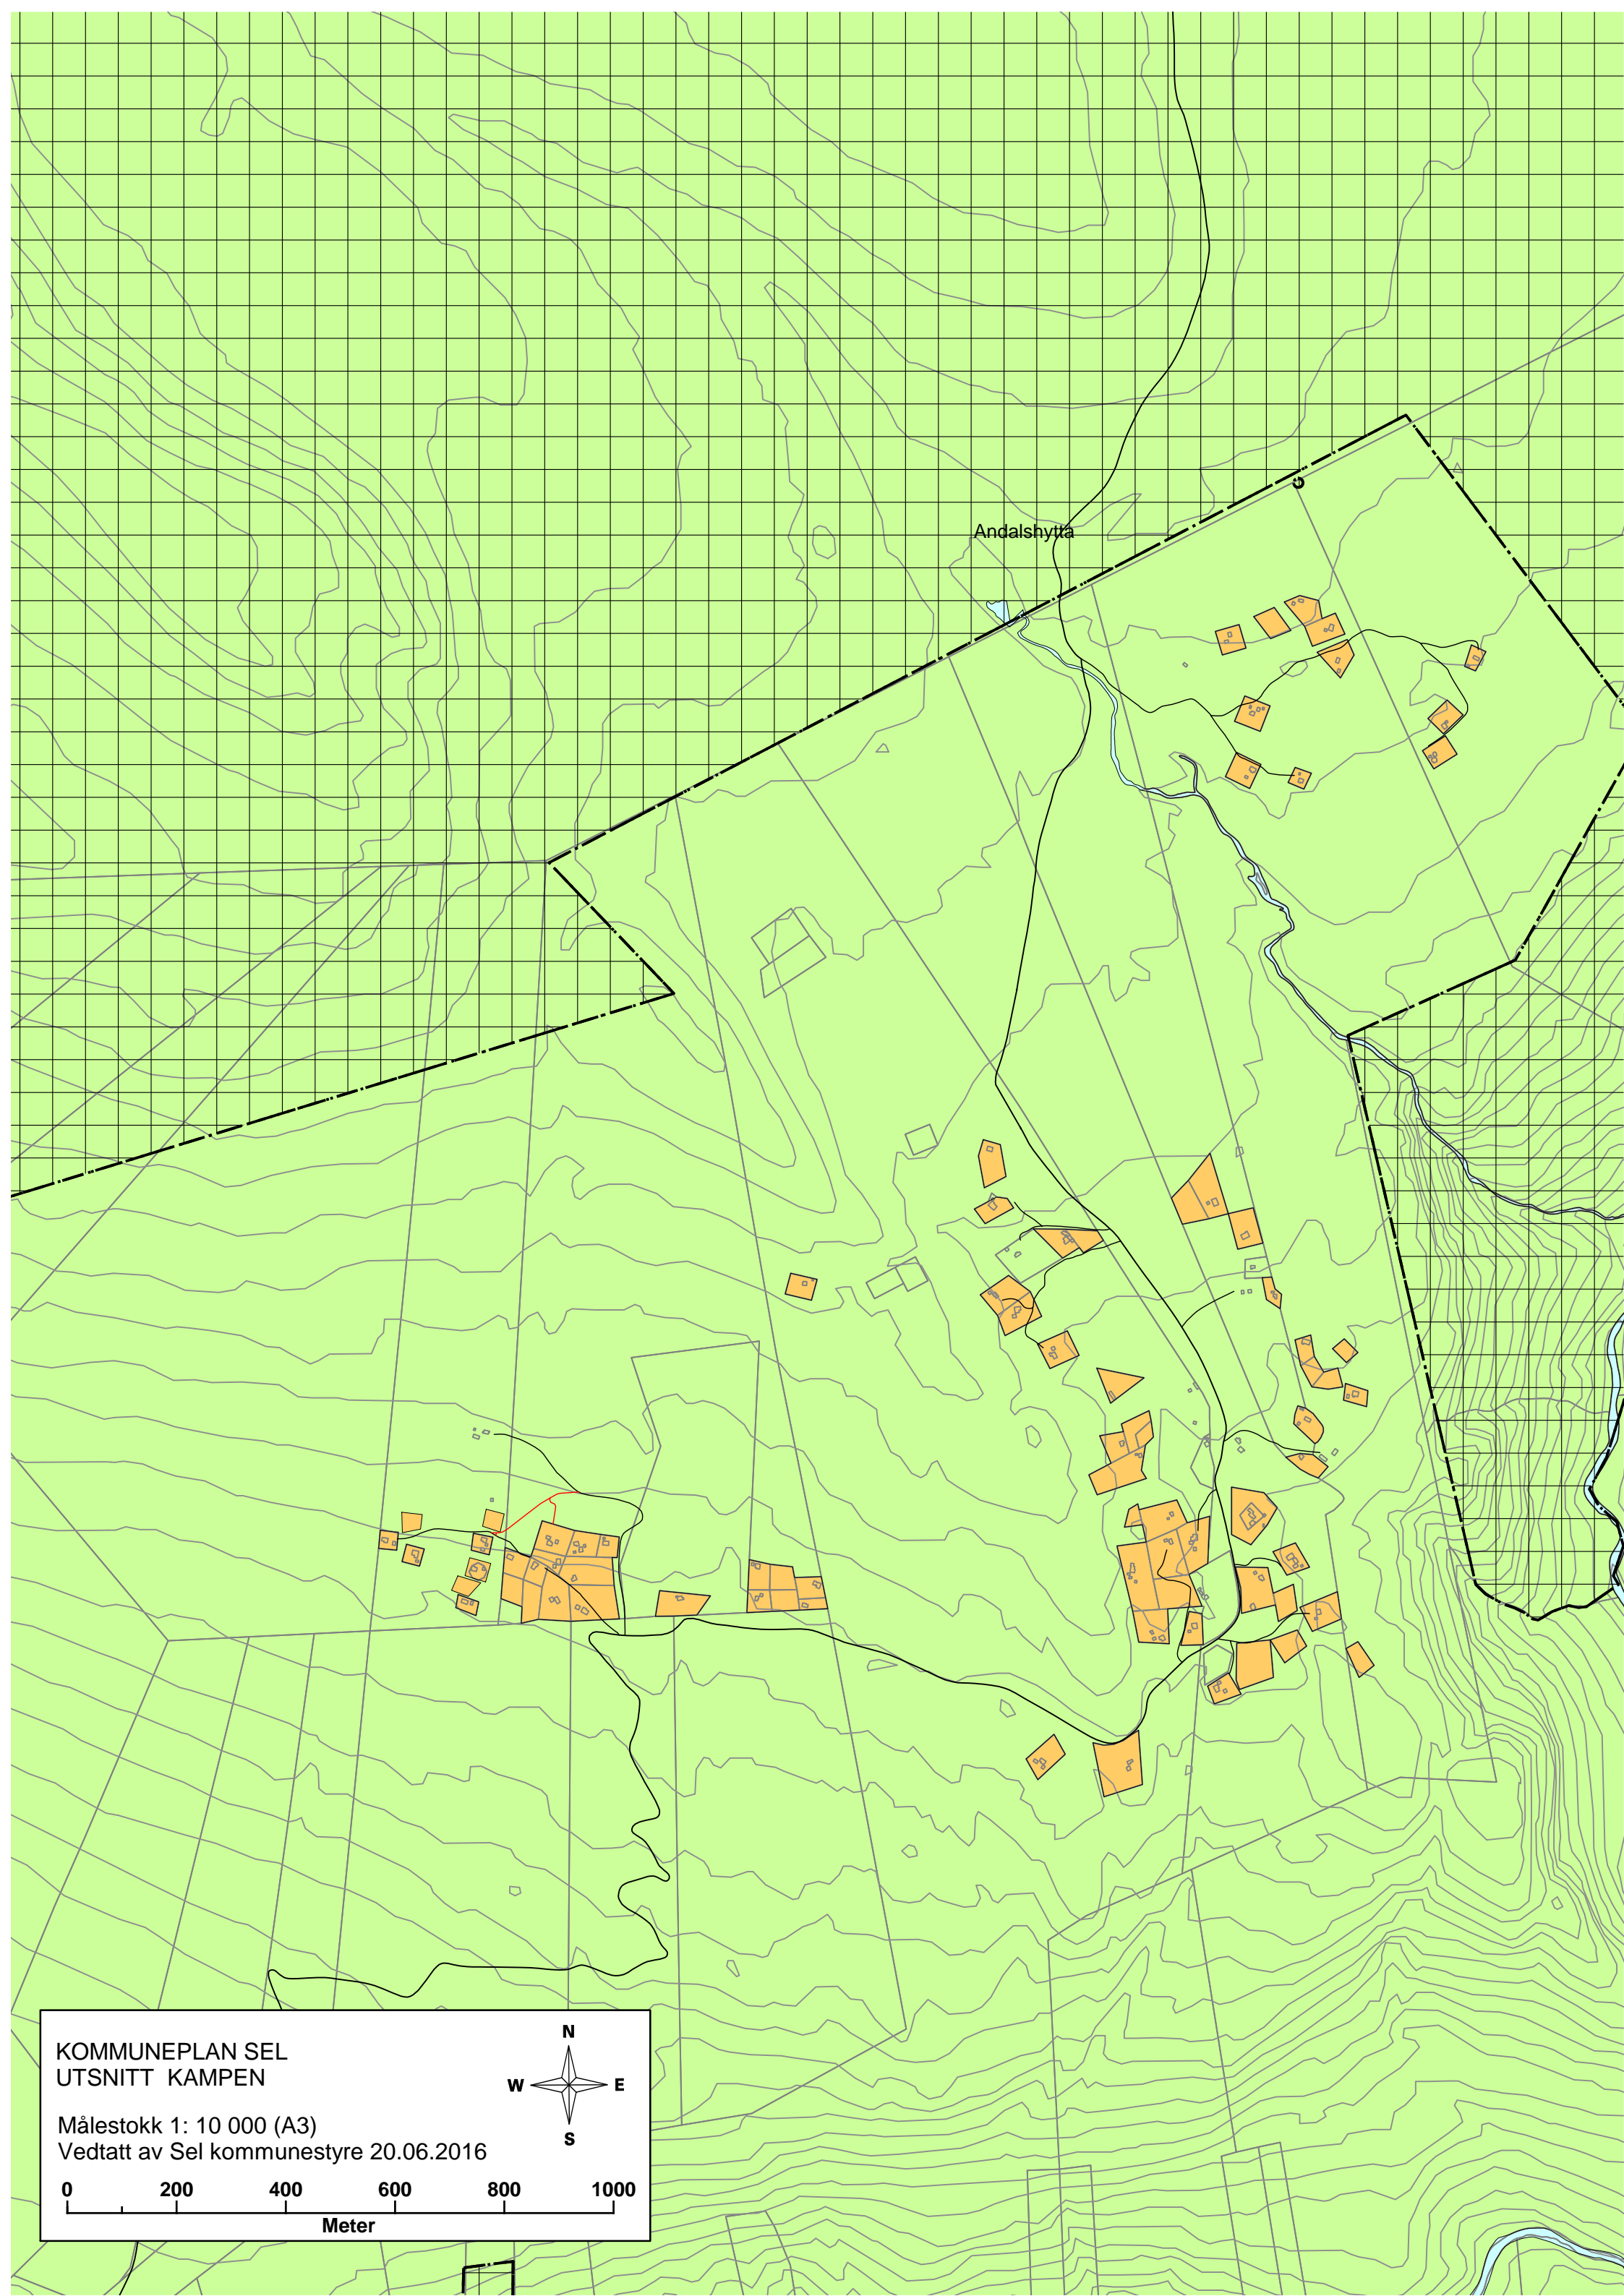 G
Andalshytta
KOMMUNEPLAN SEL
UTSNITT KAMPEN
N
W E
S
Målestokk 1: 10 000 (A3)
Vedtatt av Sel kommunestyre 20.06.2016
0 200 400 600 800 1000
Meter